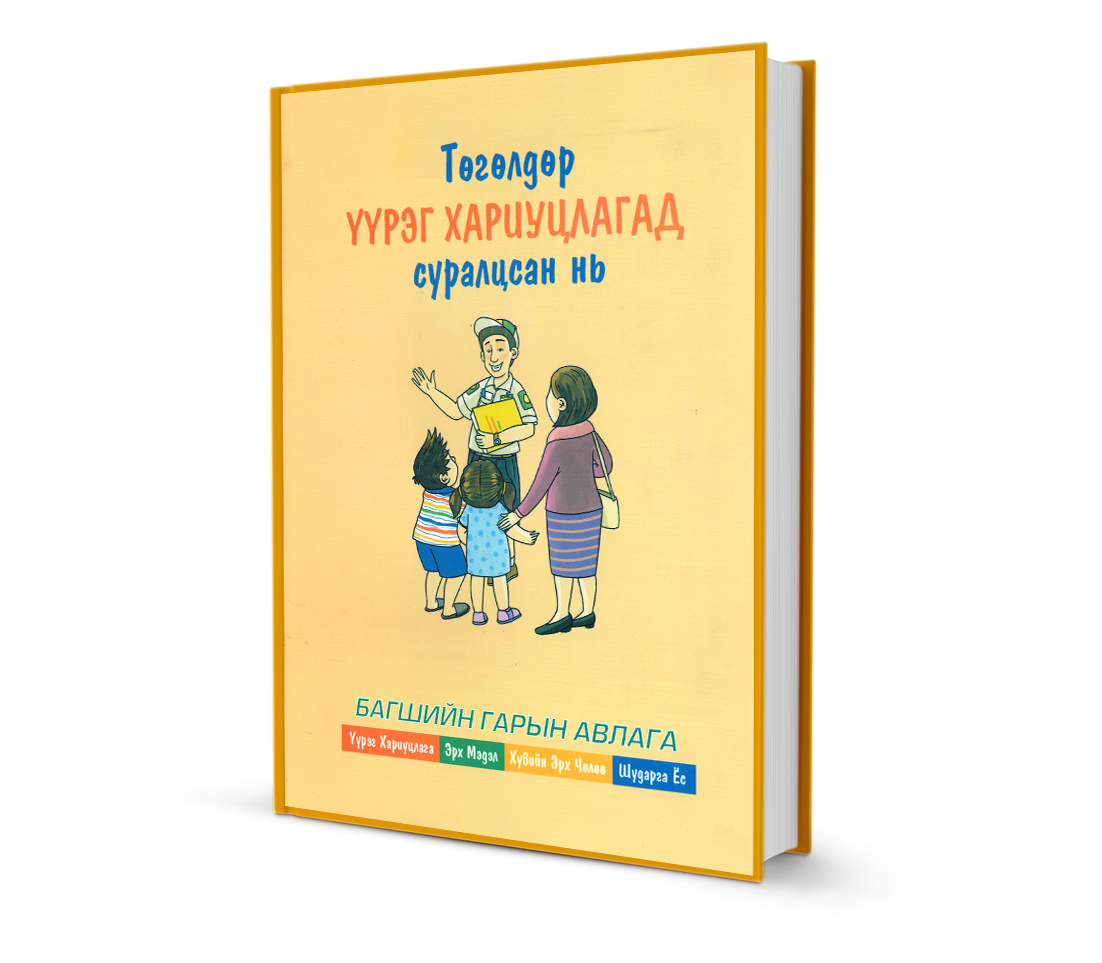 Төгөлдөр
ҮҮРЭГ ХАРИУЦЛАГАД
суралцсан нь
БАГШИЙН ГАРЫН АВЛАГА
Үүрэг Хариуцлага Эрх Мэдэл Хувийн Эрх Чөлөө Шударга Ёс